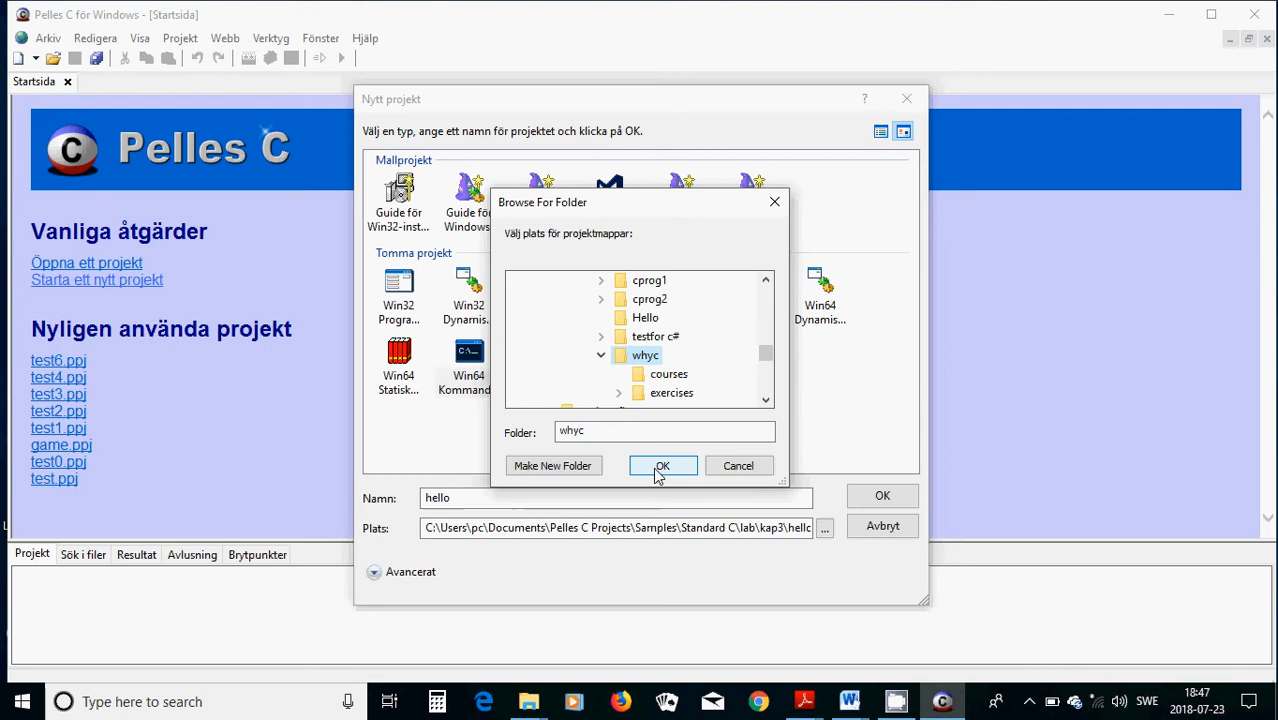 Pelles C för Windows - [Startsida]
Arkiv Redigera Visa Projekt Webb Verktyg Fönster Hjälp
Startsida
Pelles C
Vanliga åtgärder
Öppna ett projekt
Starta ett nytt projekt
Nyligen använda projekt
test6.ppj
test4.ppj
test3.ppj
test2.ppj
test1.ppj
game.ppj
test0.ppj
test.ppj
Nytt projekt
?
Välj en typ, ange ett namn för projektet och klicka på OK.
Mallprojekt
Guide för
Win32-inst...
Guide för
Windows
Tomma projekt
Win32
Progra...
Win32
Dynamis.
Win64
Dynamis...
Win64
Statisk...
Win64
Komman
Browse For Folder
Välj plats för projektmappar:
cprog1
cprog2
Hello
testfor c#
whyc
courses
exercises
Folder: whyc
Make New Folder OK Cancel
Namn: hello OK
Plats: C:\Users\pc\Documents\Pelles C Projects\Samples\Standard C\lab\kap3\hellc ... Avbryt
Avancerat
Projekt Sök i filer Resultat Avlusning Brytpunkter
Type here to search
SWE
18:47
2018-07-23